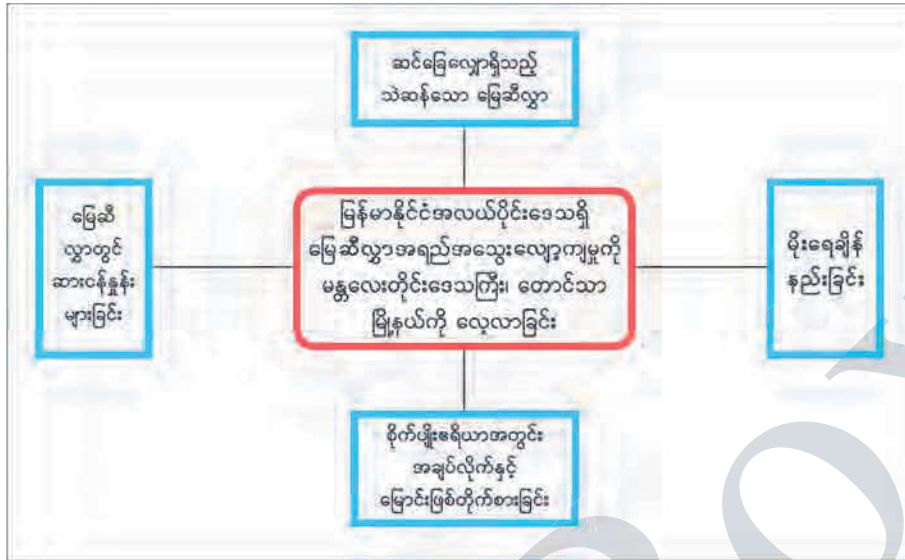 ဆင်ခြေလျှောရှိသည့်
သဲဆန်သော မြေဆီလွှာ
မြေဆီ
လွှာတွင်
ဆားငန်နှုန်း
များခြင်း
မြန်မာနိုင်ငံအလယ်ပိုင်းဒေသရှိ
မြေဆီလွှာအရည်အသွေးလျော့ကျမှုကို
မန္တလေးတိုင်းဒေသကြီး၊ တောင်သာ
မြို့နယ်ကို လေ့လာခြင်း
မိုးရေချိန်
နည်းခြင်း
စိုက်ပျိုးဧရိယာအတွင်း
အချပ်လိုက်နှင့်
မြောင်းဖြစ်တိုက်စားခြင်း